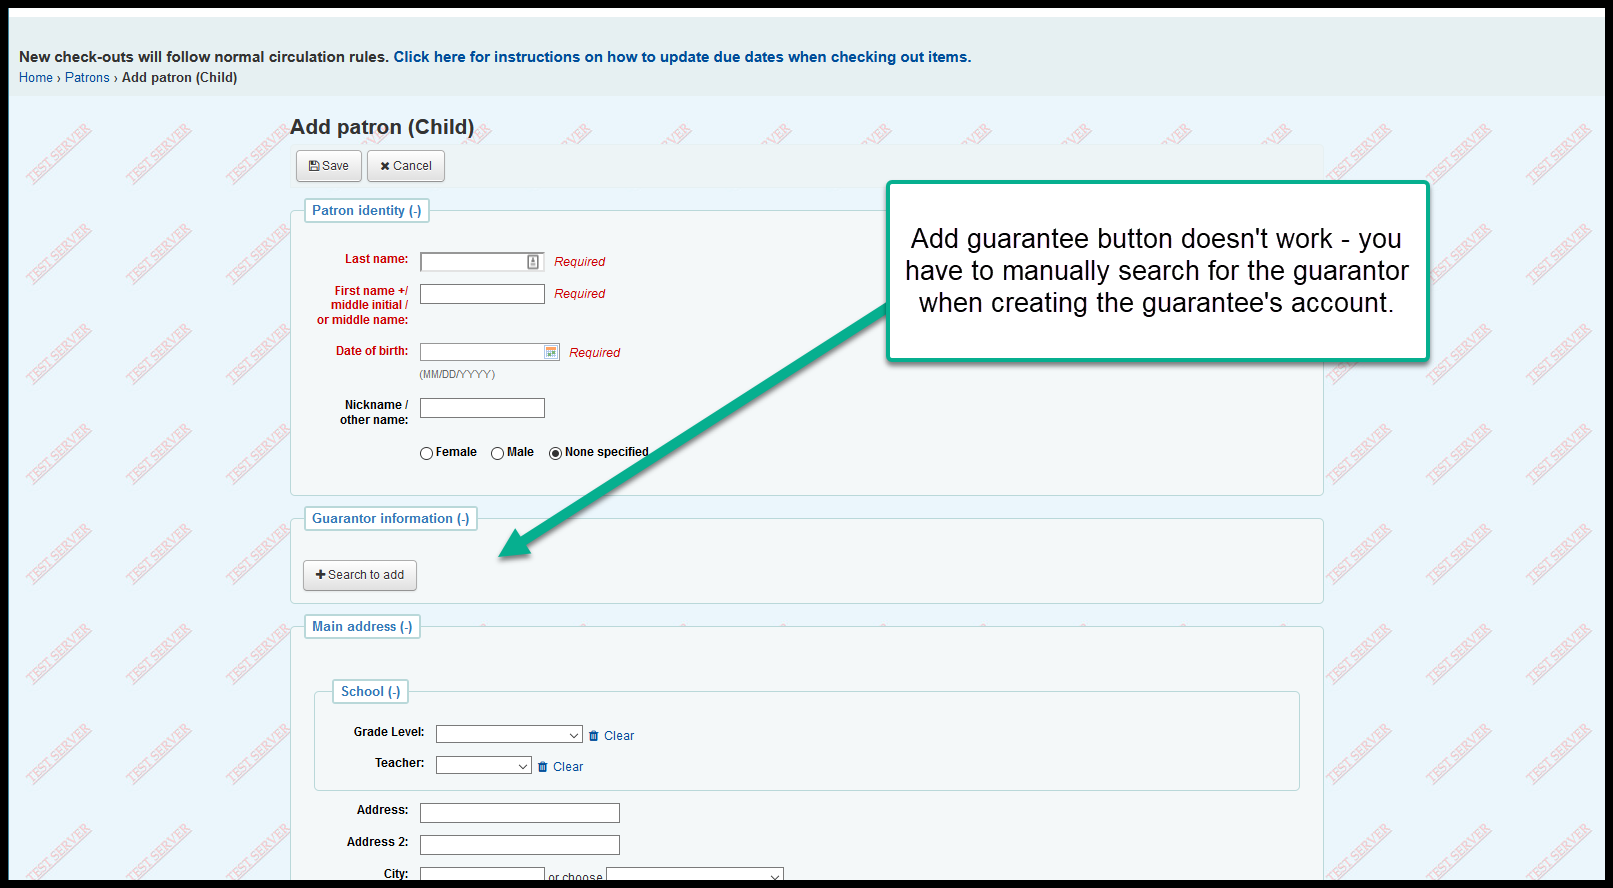 New check-outs will follow normal circulation rules. Click here for instructions on how to update due dates when checking out items.
Home › Patrons › Add patron (Child)
Add patron (Child)
Save
Cancel
Patron identity (-)
Last name:
Required
First name +/
middle initial /
or middle name:
Required
Date of birth:
Required
(MM/DD/YYYY)
Nickname /
other name:
Female
Male
None specified
Add guarantee button doesn't work - you
have to manually search for the guarantor
when creating the guarantee's account.
Guarantor information (-)
+ Search to add
Main address (-)
School (-)
Grade Level:
Clear
Teacher:
Clear
Address:
Address 2:
City:
or choose
TEST SERVER